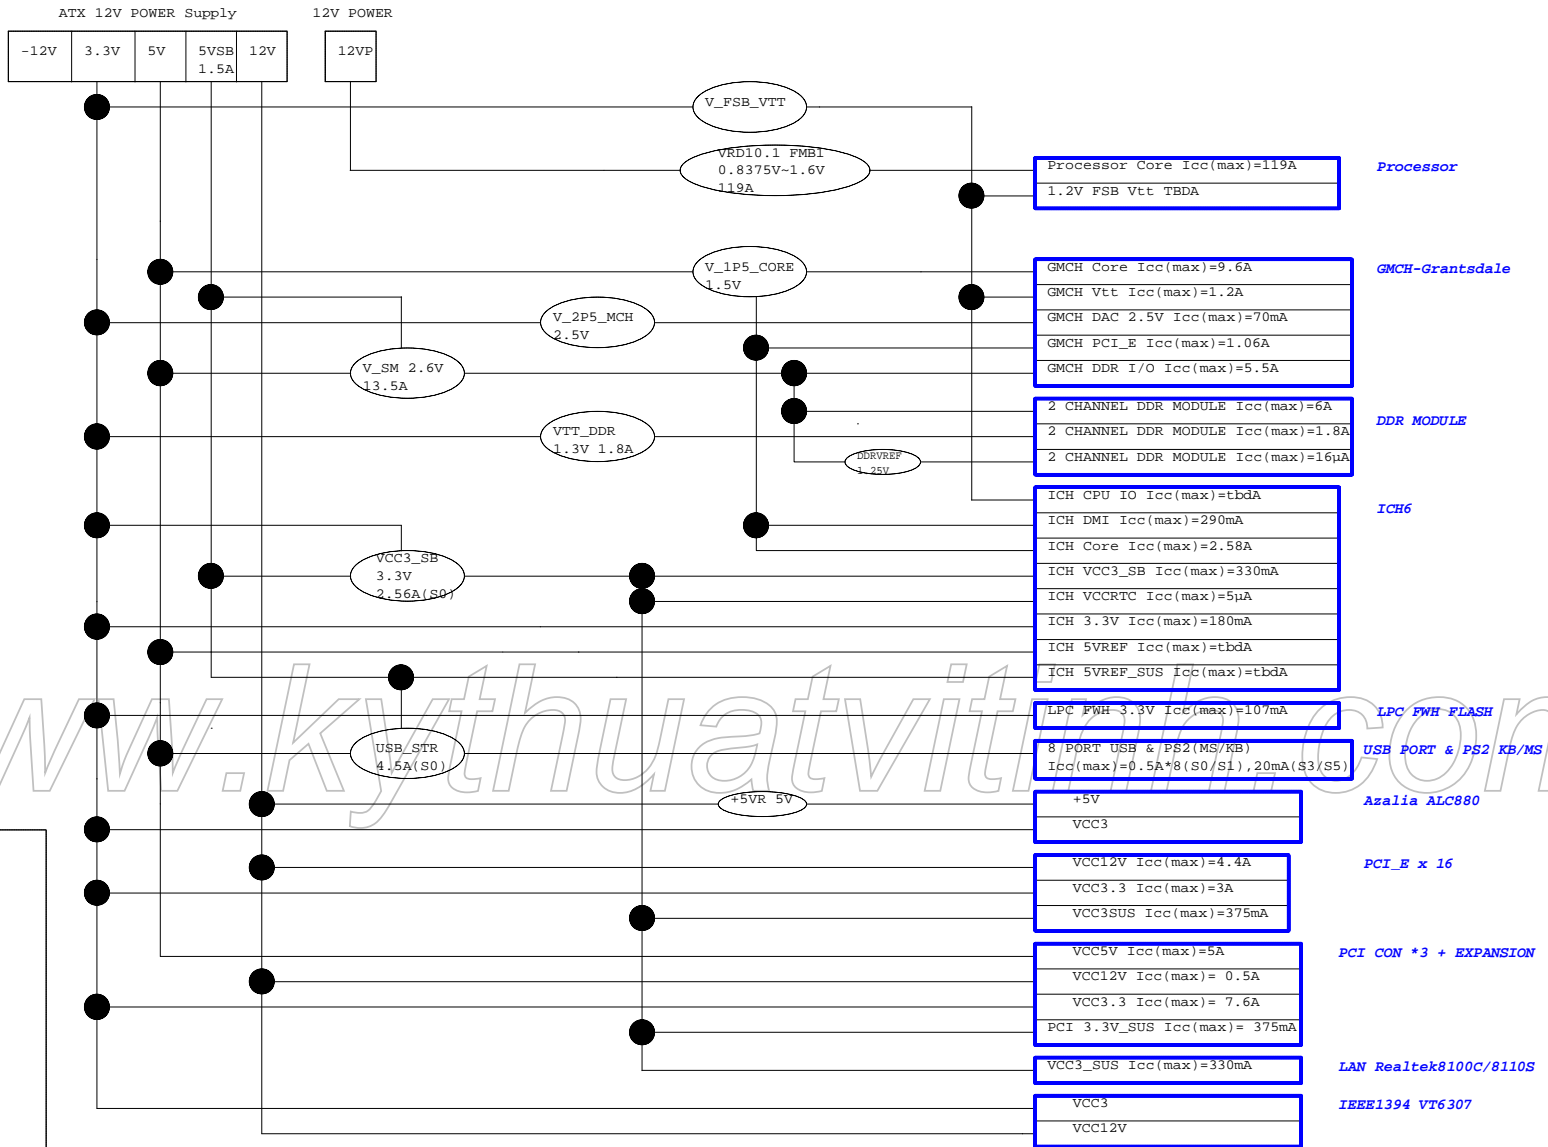 ATX 12V POWER Supply
12V POWER
-12V
3.3V
5V
5VSB
1.5A
12V
12VP
V_FSB_VTT
VRD10.1 FMB1
0.8375V~1.6V
119A
Processor Core Icc(max)=119A
1.2V FSB Vtt TBDA
Processor
V_1P5_CORE
1.5V
V_2P5_MCH
2.5V
V_SM 2.6V
13.5A
GMCH Core Icc(max)=9.6A
GMCH Vtt Icc(max)=1.2A
GMCH DAC 2.5V Icc(max)=70mA
GMCH PCI_E Icc(max)=1.06A
GMCH DDR I/O Icc(max)=5.5A
GMCH-Grantsdale
VTT_DDR
1.3V 1.8A
DDRVREF
1.25V
2 CHANNEL DDR MODULE Icc(max)=6A
2 CHANNEL DDR MODULE Icc(max)=1.8A
2 CHANNEL DDR MODULE Icc(max)=16µA
DDR MODULE
VCC3_SB
3.3V
2.56A(S0)
ICH CPU IO Icc(max)=tbdA
ICH DMI Icc(max)=290mA
ICH Core Icc(max)=2.58A
ICH VCC3_SB Icc(max)=330mA
ICH VCCRTC Icc(max)=5µA
ICH 3.3V Icc(max)=180mA
ICH 5VREF Icc(max)=tbdA
ICH 5VREF_SUS Icc(max)=tbdA
ICH6
LPC FWH 3.3V Icc(max)=107mA
LPC FWH FLASH
USB_STR
4.5A(S0)
8 PORT USB & PS2(MS/KB)
Icc(max)=0.5A*8(S0/S1),20mA(S3/S5)
USB PORT & PS2 KB/MS
www.kythuatvitinh.com
+5VR 5V
+5V
VCC3
Azalia ALC880
VCC12V Icc(max)=4.4A
VCC3.3 Icc(max)=3A
VCC3SUS Icc(max)=375mA
PCI_E x 16
VCC5V Icc(max)=5A
VCC12V Icc(max)= 0.5A
VCC3.3 Icc(max)= 7.6A
PCI 3.3V_SUS Icc(max)= 375mA
PCI CON *3 + EXPANSION
VCC3_SUS Icc(max)=330mA
LAN Realtek8100C/8110S
VCC3
VCC12V
IEEE1394 VT6307